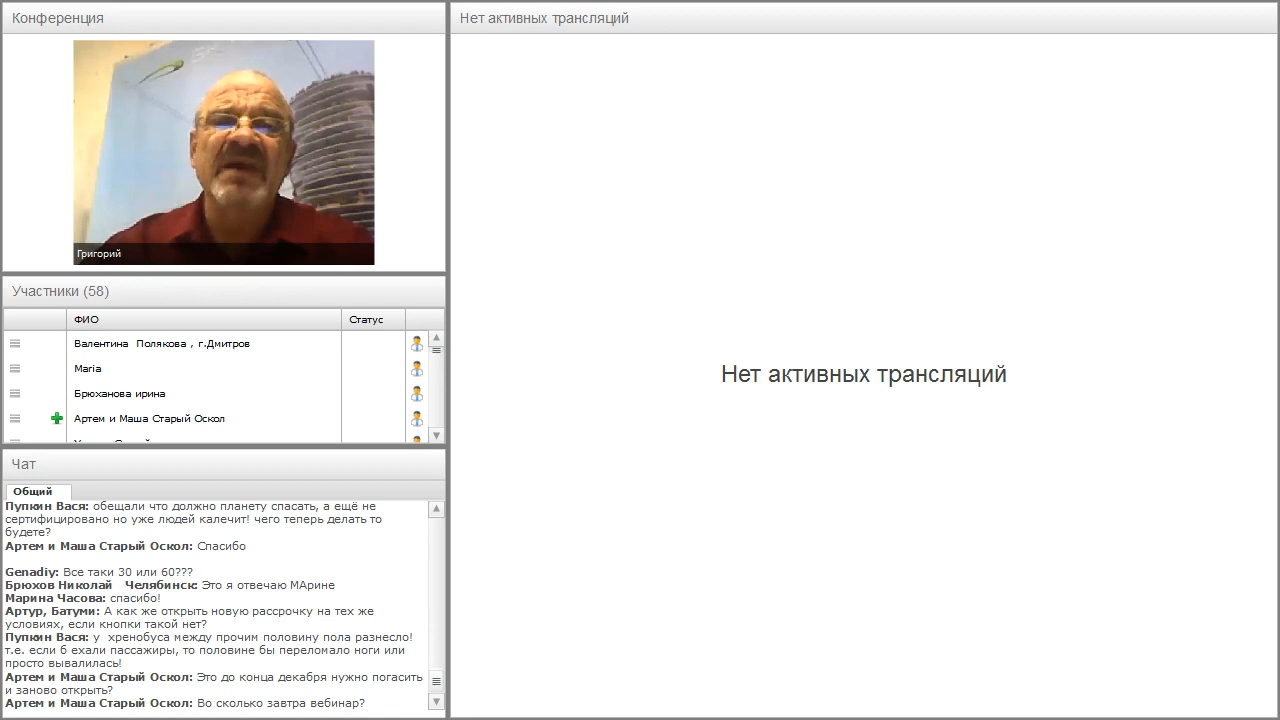 Конференция
Григорий
Участники (58)
ФИО
Статус
Валентина Полякова , г.Дмитров
Maria
Брюханова ирина
Артем и Маша Старый Оскол
Чат
Общий
Пупкин Вася: обещали что должно планету спасать, а ещё не
сертифицировано но уже людей калечит! чего теперь делать то
будете?
Артем и Маша Старый Оскол: Спасибо
Genadiy: Все таки 30 или 60???
Брюхов Николай Челябинск: Это я отвечаю МАрине
Марина Часова: спасибо!
Артур, Батуми: А как же открыть новую рассрочку на тех же
условиях, если кнопки такой нет?
Пупкин Вася: у хренобуса между прочим половину пола разнесло!
т.е. если б ехали пассажиры, то половине бы переломало ноги или
просто вывалилась!
Артем и Маша Старый Оскол: Это до конца декабря нужно погасить
и заново открыть?
Артем и Маша Старый Оскол: Во сколько завтра вебинар?
Нет активных трансляций
Нет активных трансляций